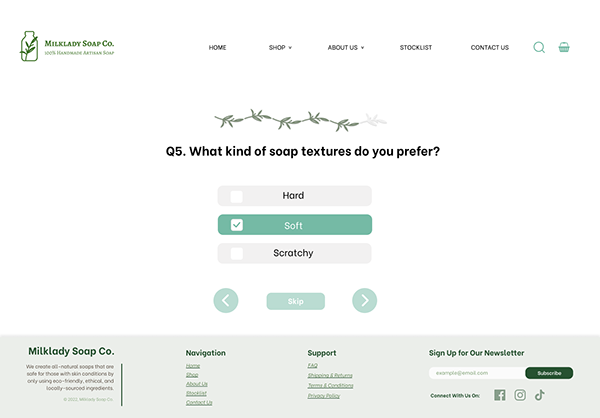 Milklady Soap Co.
100% Handmade Artisan Soap
HOME
SHOP
ABOUT US
STOCKLIST
CONTACT US
Q5. What kind of soap textures do you prefer?
Hard
Soft
Scratchy
Skip
Milklady Soap Co.
We create all-natural soaps that are
safe for those with skin conditions by
only using eco-friendly, ethical, and
locally-sourced ingredients.
© 2022, Milklady Soap Co.
Navigation
Home
Shop
About Us
Stocklist
Contact Us
Support
FAQ
Shipping & Returns
Terms & Conditions
Privacy Policy
Sign Up for Our Newsletter
example@email.com
Subscribe
Connect With Us On: